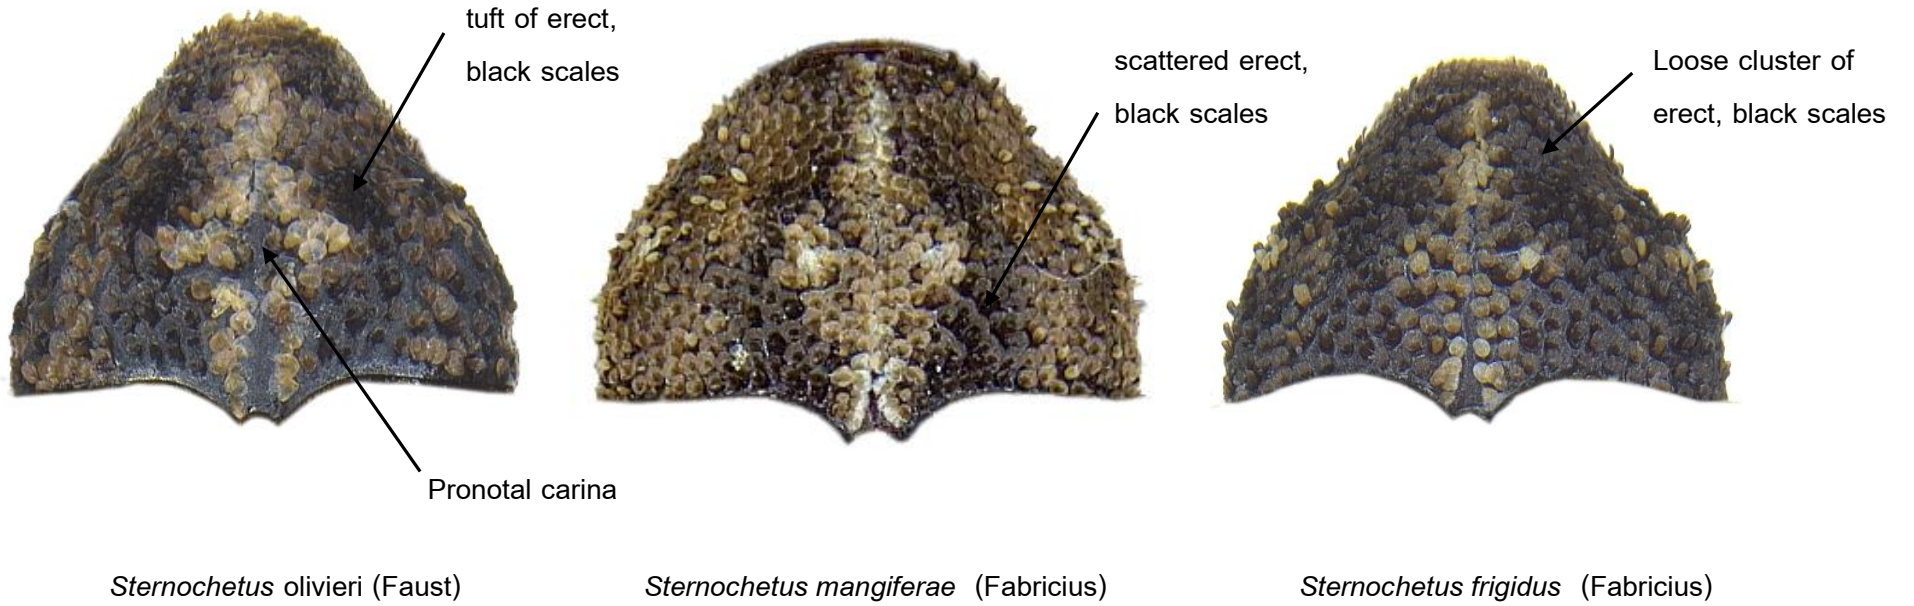 tuft of erect,
black scales
scattered erect,
black scales
Loose cluster of
erect, black scales
Pronotal carina
Sternochetus olivieri (Faust)
Sternochetus mangiferae (Fabricius)
Sternochetus frigidus (Fabricius)